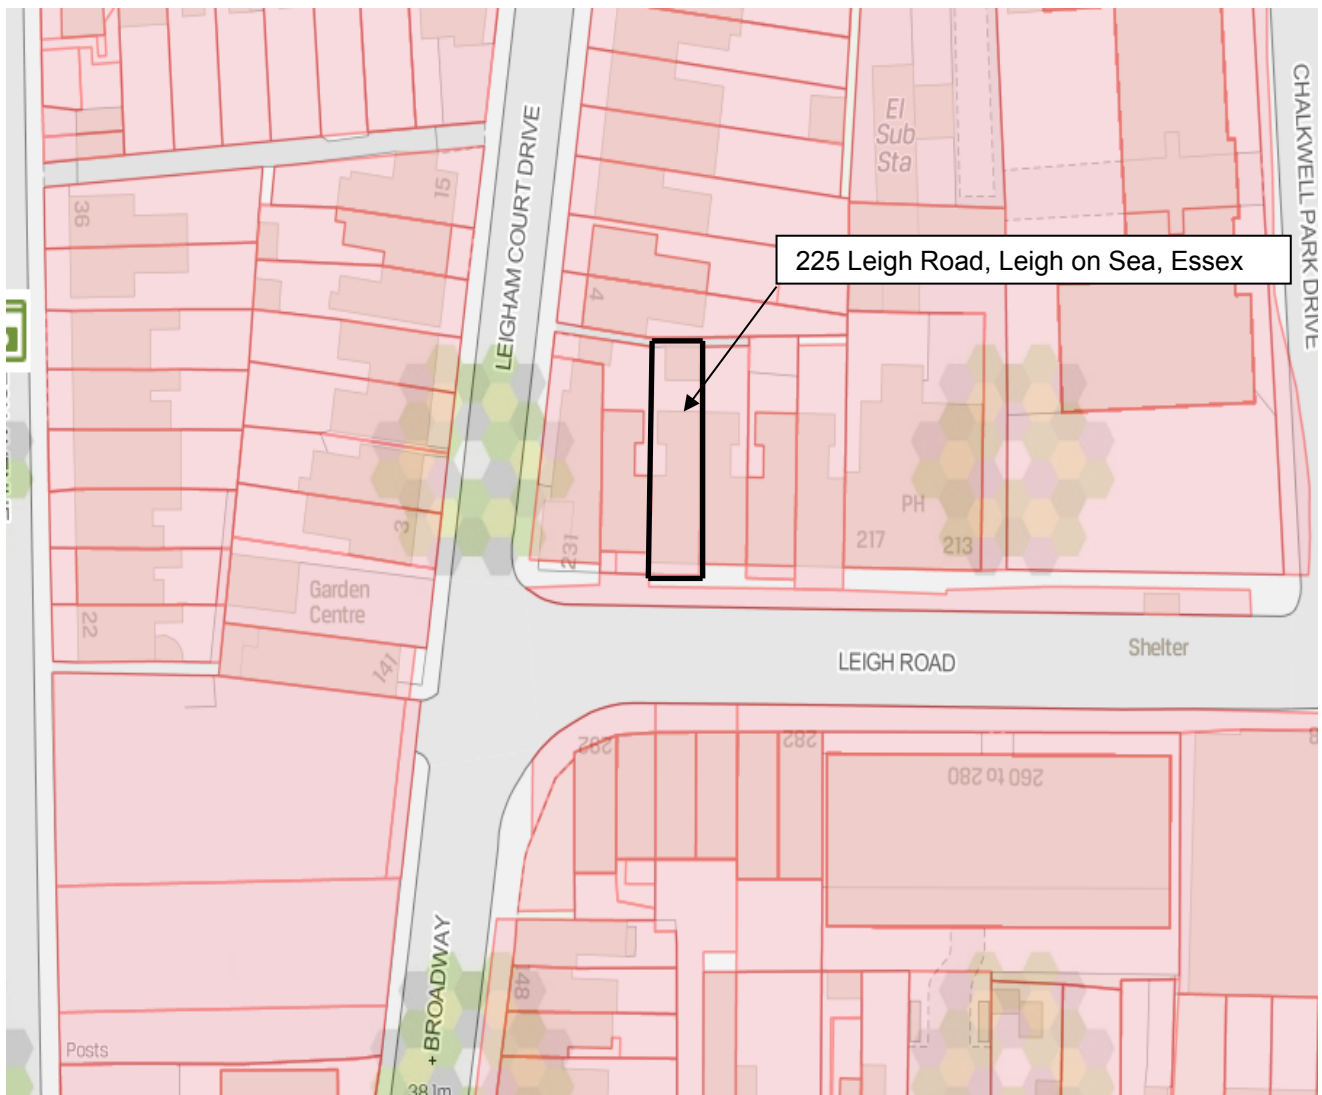 CHALKWELL PARK DRIVE
El
Sub
Sta
LEIGHAM COURT DRIVE
15
36
225 Leigh Road, Leigh on Sea, Essex
4
PH
217
213
231
3
Garden
Centre
22
141
Shelter
LEIGH ROAD
282
282
260 to 280
48
+ BROADWAY
Posts
38.1m